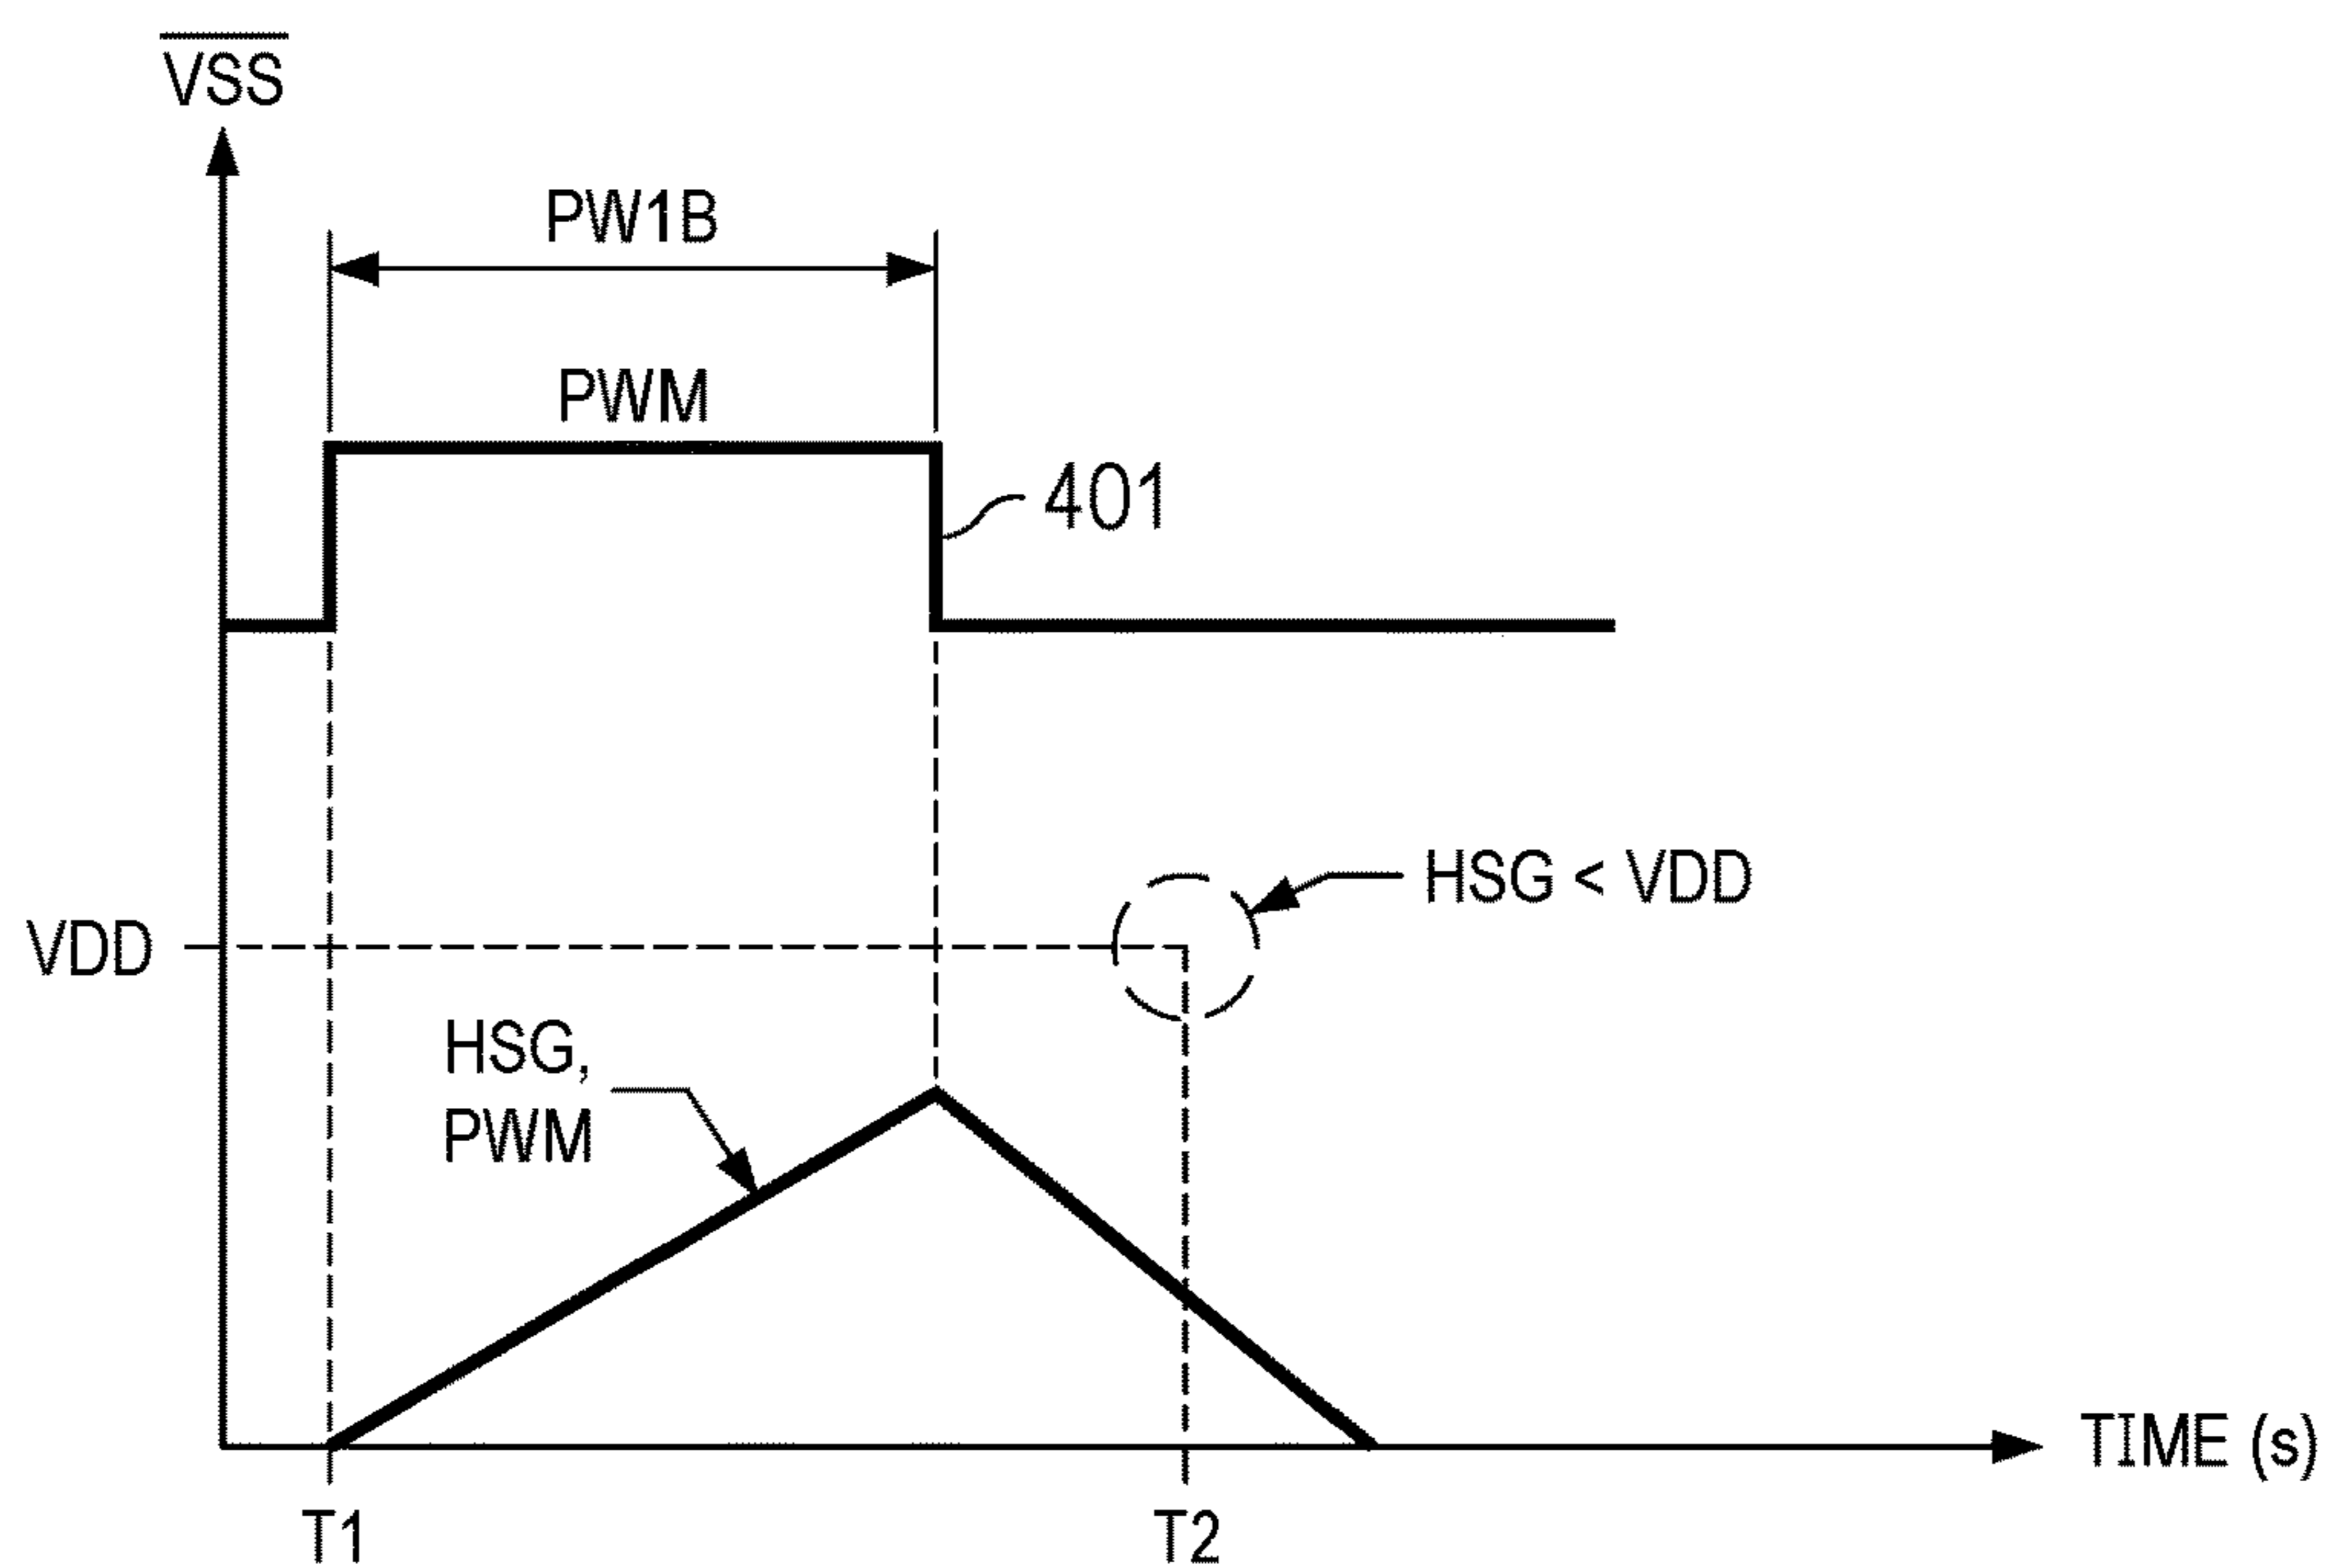 VSS
PW1B
PWM
401
HSG < VDD
VDD
HSG,
PWM
TIME (s)
T1
T2